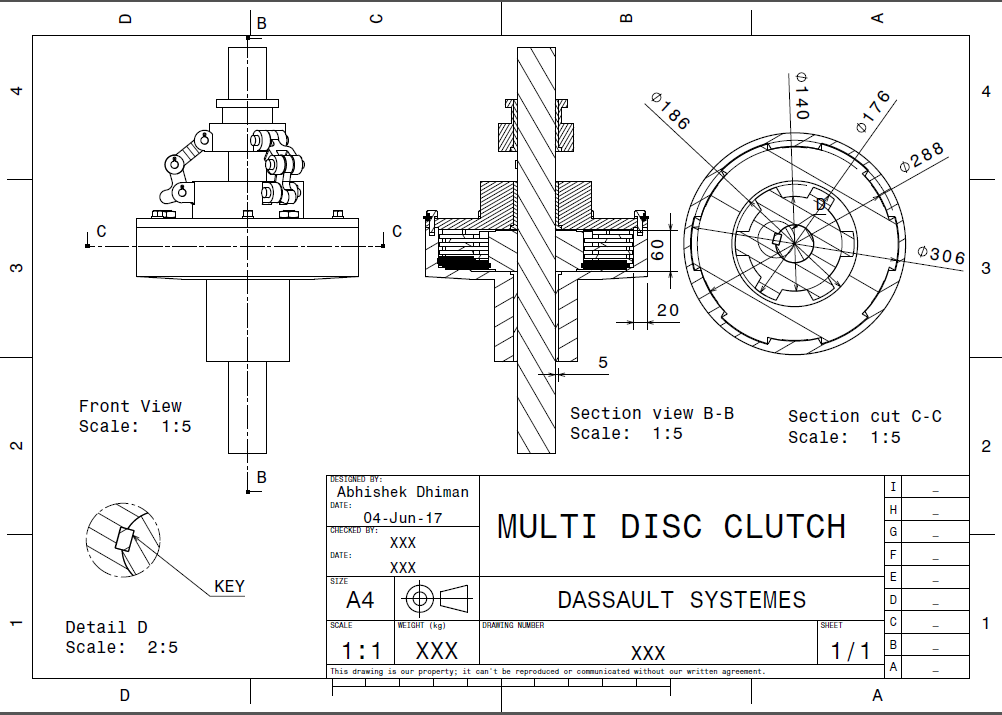 D C B A
B
4 4
Ø186
Ø140
Ø176
Ø288
D
C C
Ø306
3 3
60
20
5
Front View
Scale: 1:5
Section view B-B
Scale: 1:5
Section cut C-C
Scale: 1:5
2 2
B
KEY
Detail D
Scale: 2:5
1 1
DESIGNED BY:
Abhishek Dhiman
DATE:
04-Jun-17
CHECKED BY:
XXX
DATE:
XXX
MULTI DISC CLUTCH
SIZE
A4
DASSAULT SYSTEMES
SCALE
1:1
WEIGHT (kg)
XXX
DRAWING NUMBER
XXX
SHEET
1/1
I _
H _
G _
F _
E _
D _
C _
B _
A _
This drawing is our property; it can't be reproduced or communicated without our written agreement.
D A